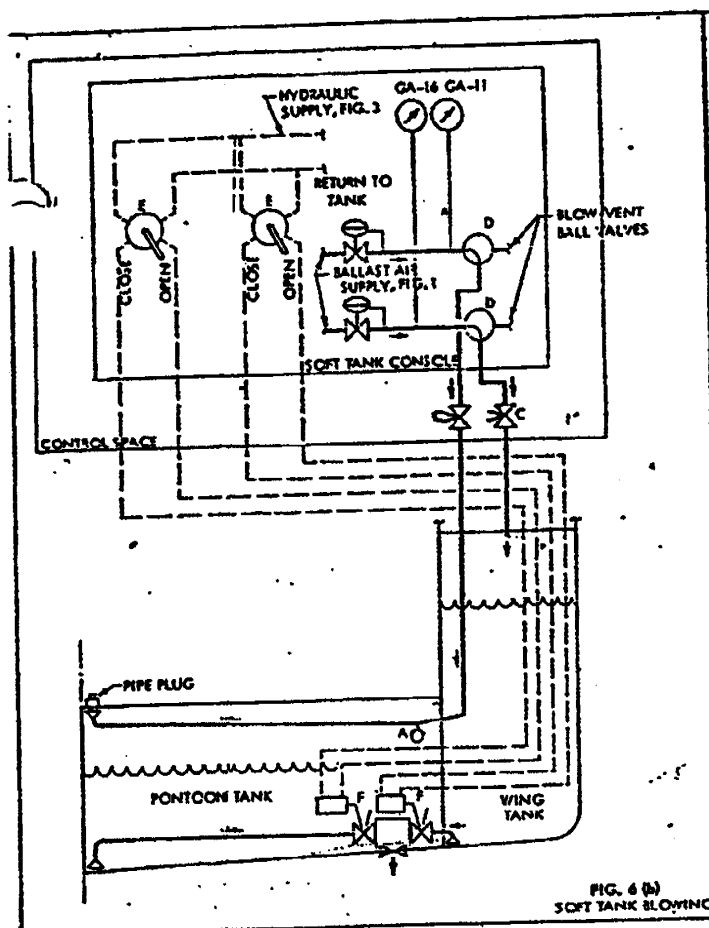 GA-16 GA-11
HYDRAULIC
SUPPLY, FIG. 3
RETURN TO
TANK
E
E
D
BLOW-VENT
BALL VALVES
CLOSE
OPEN
CLOSE
OPEN
BALLAST AIR
SUPPLY, FIG. 1
A
D
SOFT TANK CONSOLE
C
CONTROL SPACE
PIPE PLUG
A
PONTOON TANK
F
F
WING
TANK
FIG. 6 (b)
SOFT TANK BLOWING